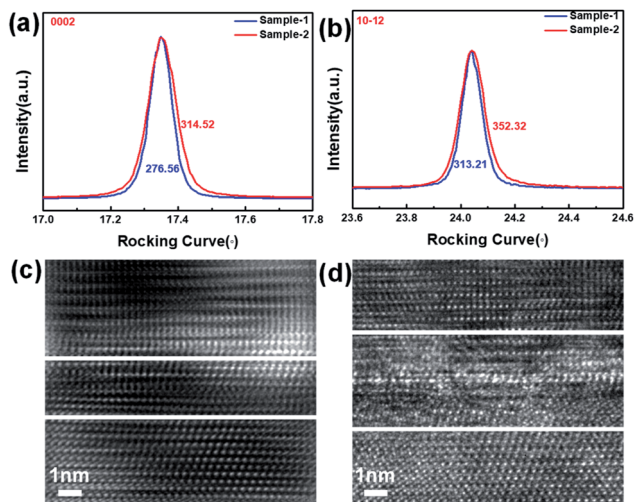 (a)
0002
Sample-1
Sample-2
Intensity(a.u.)
314.52
276.56
17.0 17.2 17.4 17.6 17.8
Rocking Curve(◦)
(b)
10-12
Sample-1
Sample-2
Intensity(a.u.)
352.32
313.21
23.6 23.8 24.0 24.2 24.4 24.6
Rocking Curve(◦)
(c)
1nm
(d)
1nm